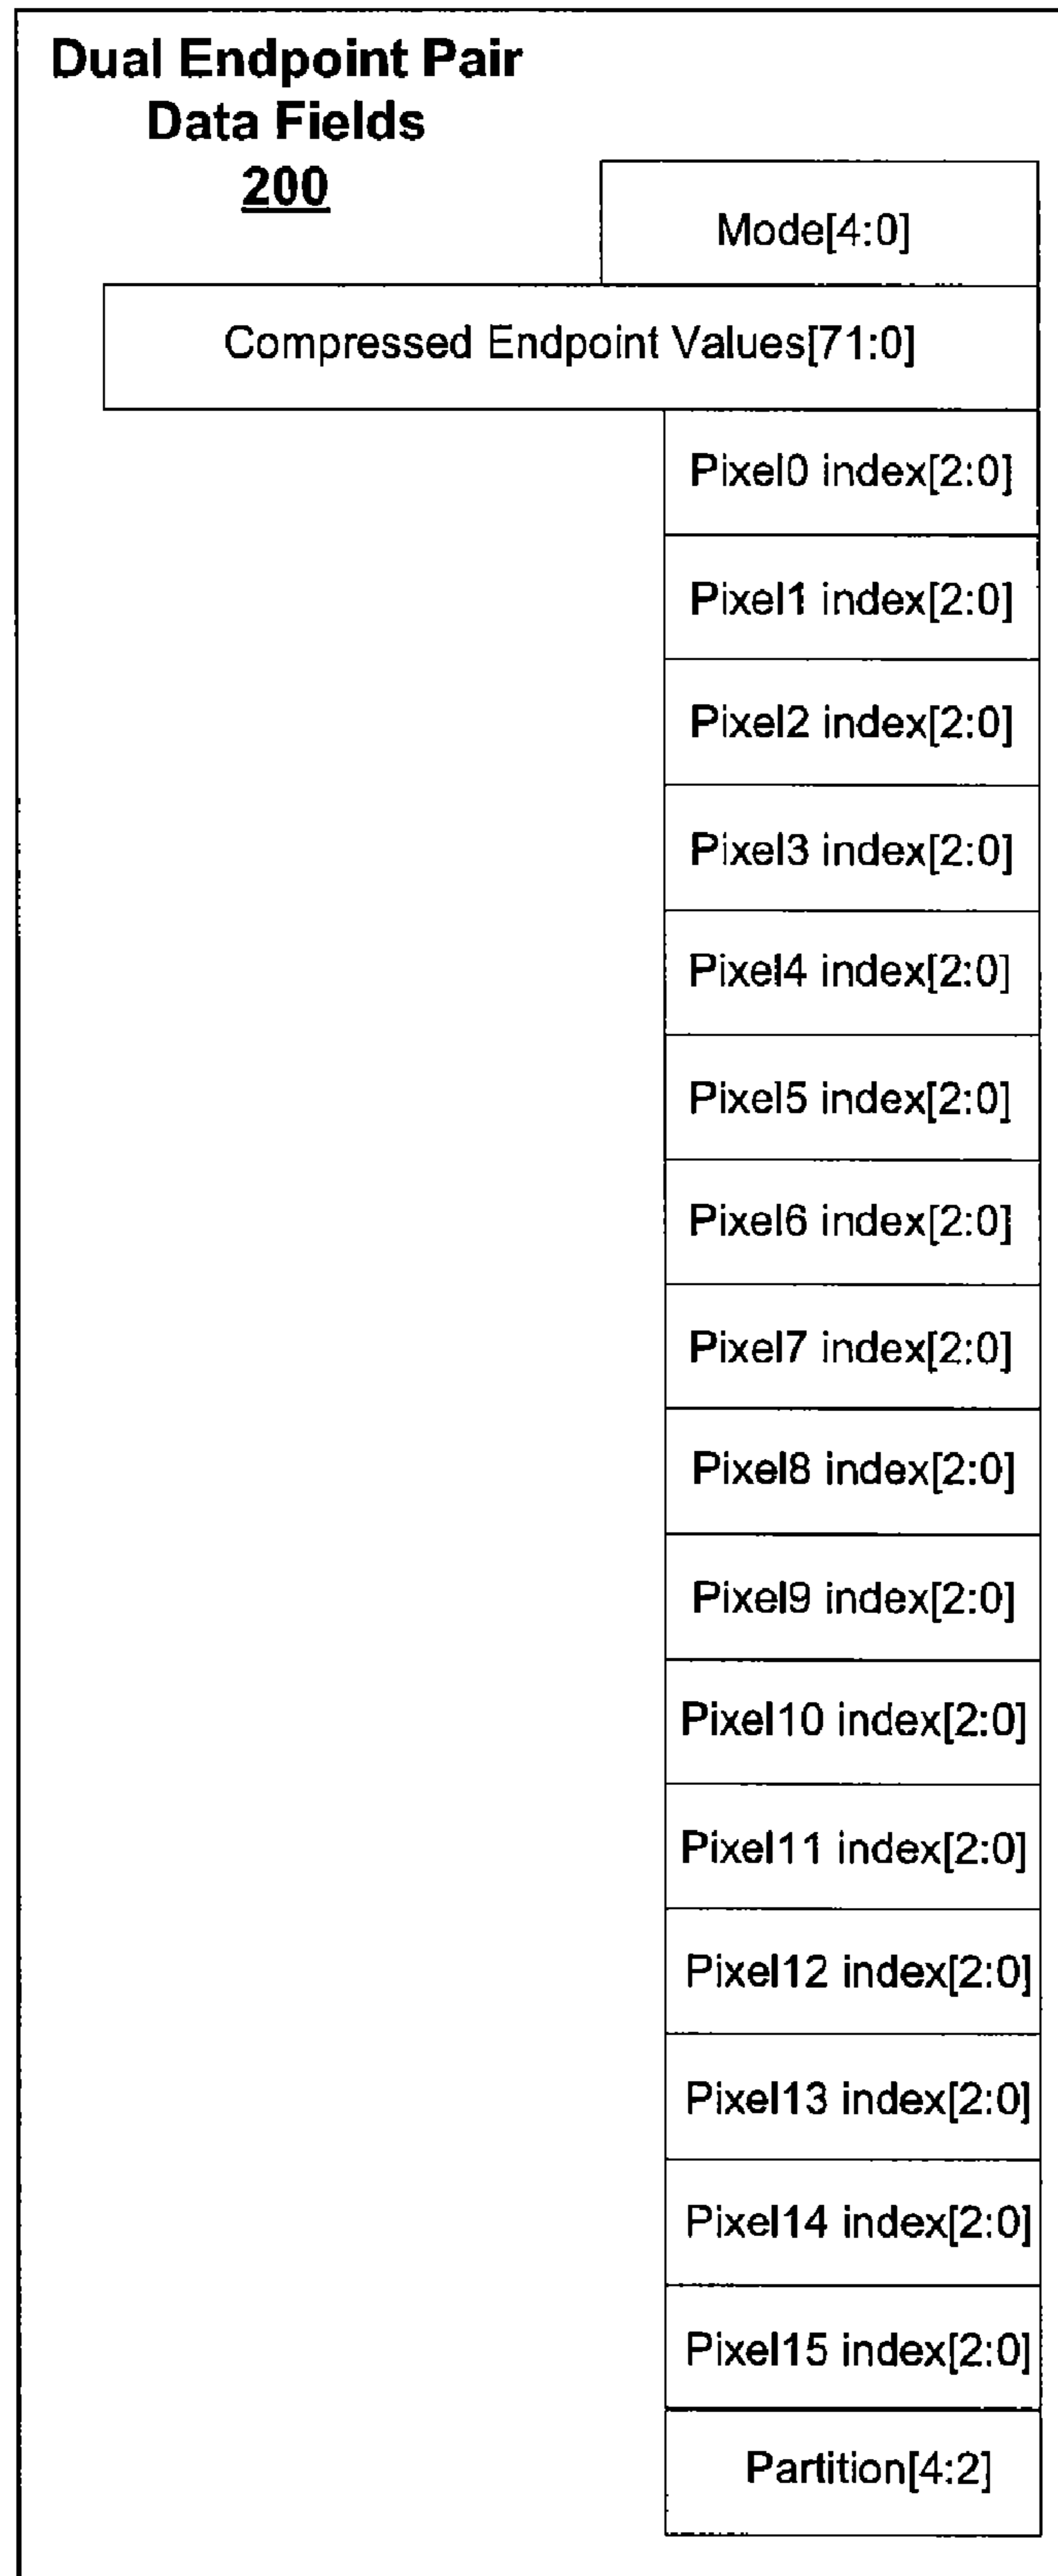 Dual Endpoint Pair
Data Fields
200
Mode[4:0]
Compressed Endpoint Values[71:0]
Pixel0 index[2:0]
Pixel1 index[2:0]
Pixel2 index[2:0]
Pixel3 index[2:0]
Pixel4 index[2:0]
Pixel5 index[2:0]
Pixel6 index[2:0]
Pixel7 index[2:0]
Pixel8 index[2:0]
Pixel9 index[2:0]
Pixel10 index[2:0]
Pixel11 index[2:0]
Pixel12 index[2:0]
Pixel13 index[2:0]
Pixel14 index[2:0]
Pixel15 index[2:0]
Partition[4:2]